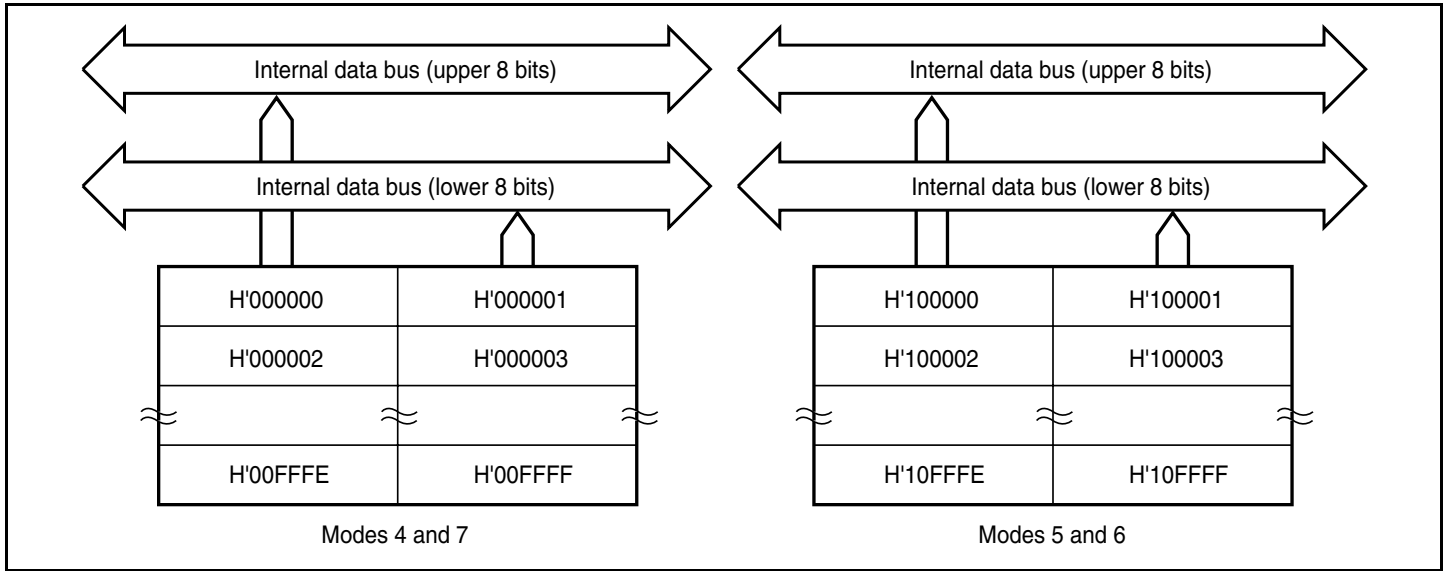 Internal data bus (upper 8 bits)
Internal data bus (lower 8 bits)
H'000000 H'000001
H'000002 H'000003
H'00FFFE H'00FFFF
Modes 4 and 7
Internal data bus (upper 8 bits)
Internal data bus (lower 8 bits)
H'100000 H'100001
H'100002 H'100003
H'10FFFE H'10FFFF
Modes 5 and 6